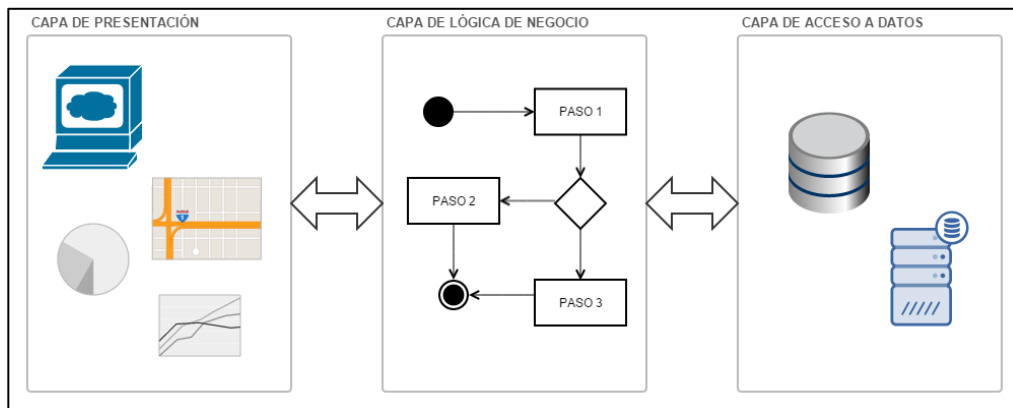 CAPA DE PRESENTACIÓN
CAPA DE LÓGICA DE NEGOCIO
CAPA DE ACCESO A DATOS
PASO 1
PASO 2
PASO 3